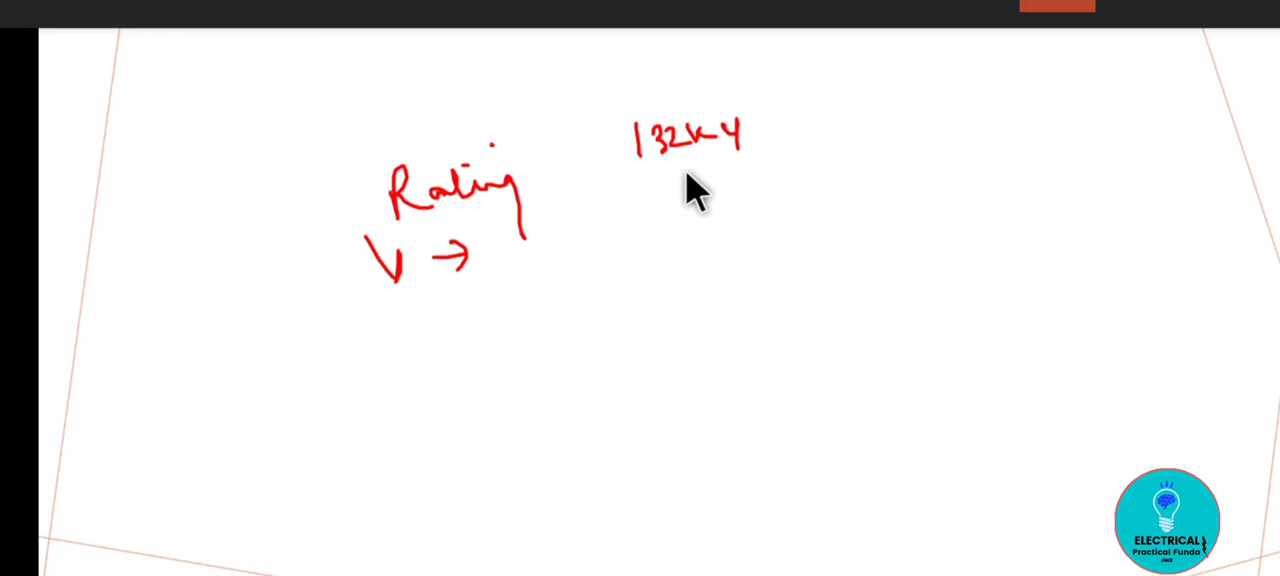 132KV
Rating
V →
ELECTRICAL
Practical Funda